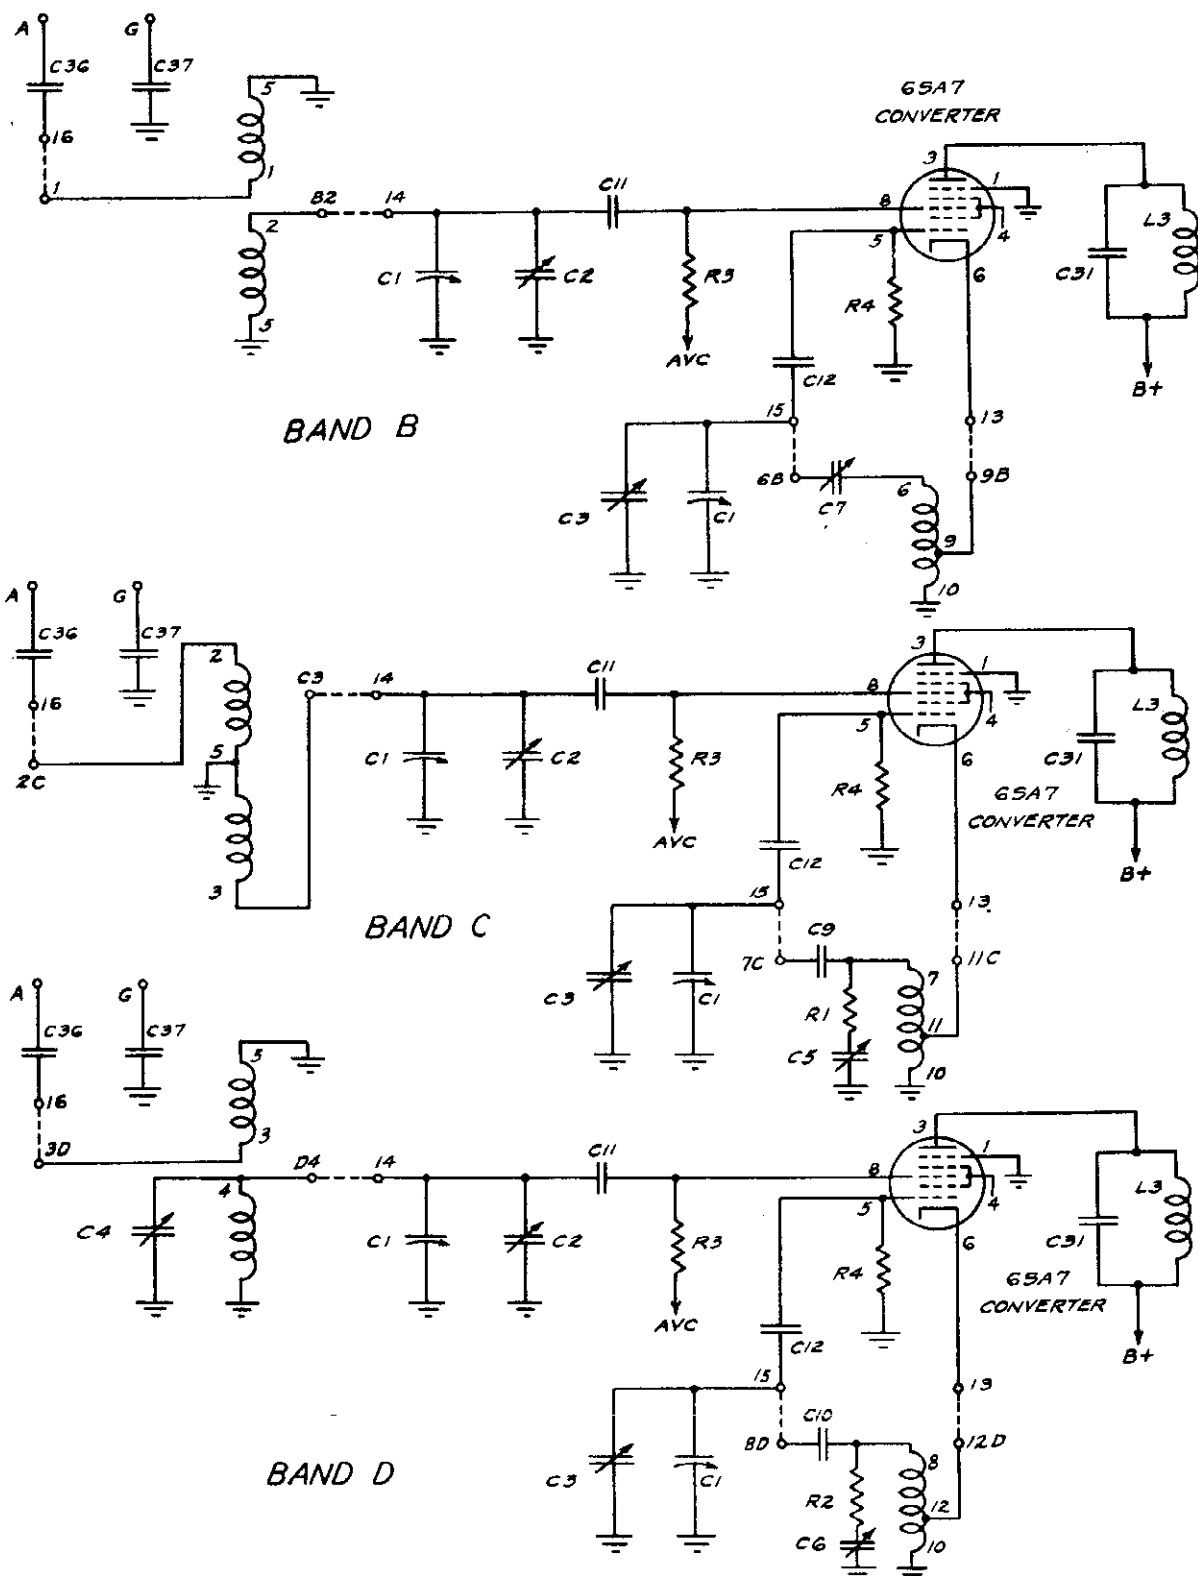 A
G
C36
C37
5
6SA7
CONVERTER
16
1
1
3
1
C11
B2
14
8
2
4
L3
5
C1
C2
R3
6
C31
R4
5
AVC
C12
B+
15
13
BAND B
6B
9B
C3
C1
C7
6
9
10
A
G
C36
C37
2
3
C11
1
C3
14
8
16
5
4
L3
5
2C
C1
C2
R3
6
C31
R4
6SA7
CONVERTER
AVC
C12
B+
3
15
13
BAND C
C9
7C
11C
A
G
C3
C1
7
R1
11
C36
C37
5
C5
10
16
3
3
1
3D
C11
D4
14
8
4
5
4
L3
C4
C1
C2
R3
6
C31
R4
6SA7
CONVERTER
AVC
C12
B+
15
13
C10
8D
12D
BAND D
C3
C1
8
R2
12
C6
10